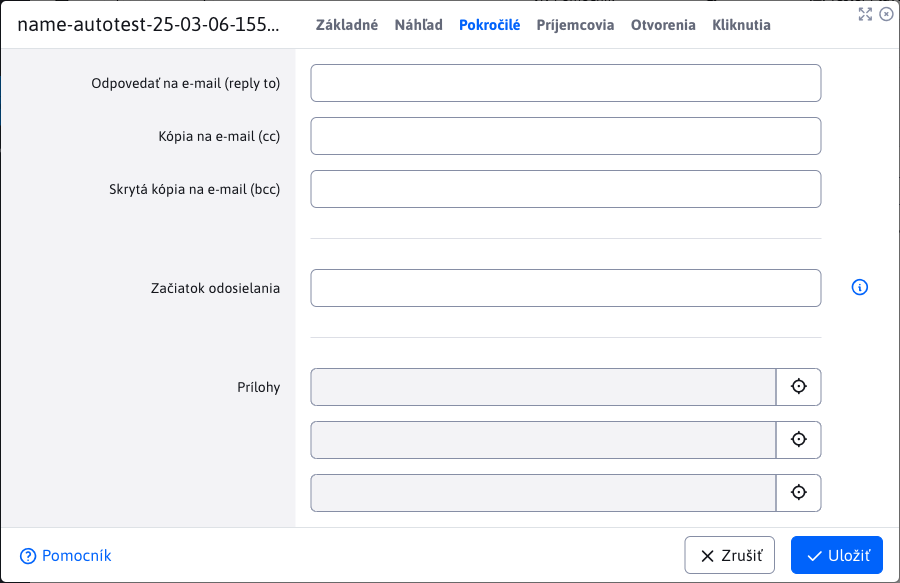 name-autotest-25-03-06-155...
Základné Náhľad Pokročilé Príjemcovia Otvorenia Kliknutia
Odpovedať na e-mail (reply to)
Kópia na e-mail (cc)
Skrytá kópia na e-mail (bcc)
Začiatok odosielania
Prílohy
Pomocník
Zrušiť
Uložiť